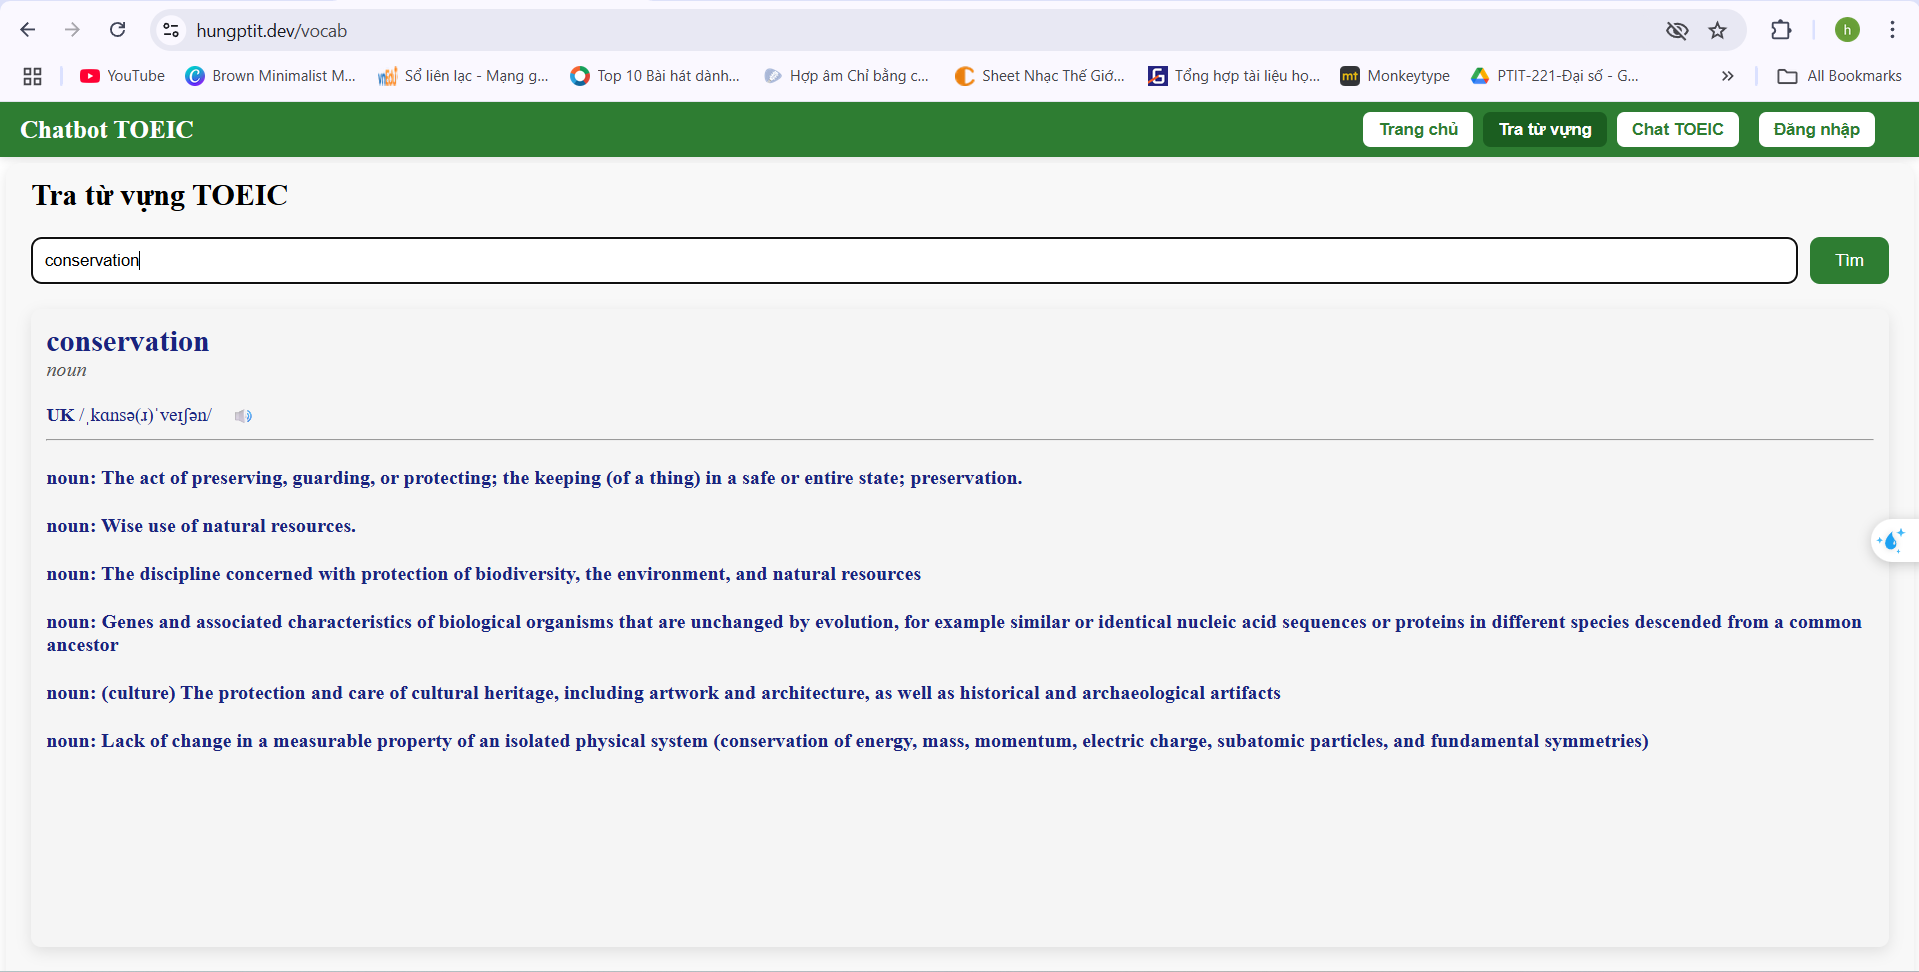 hungptit.dev/vocab
h
YouTube
Brown Minimalist M...
Sổ liên lạc - Mạng g...
Top 10 Bài hát dành...
Hợp âm Chỉ bằng c...
Sheet Nhạc Thế Giớ...
Tổng hợp tài liệu họ...
mt
Monkeytype
PTIT-221-Đại số - G...
»
All Bookmarks
Chatbot TOEIC
Trang chủ
Tra từ vựng
Chat TOEIC
Đăng nhập
Tra từ vựng TOEIC
conservation
Tìm
conservation
noun
UK /ˌkɑnsə(ɹ)ˈveɪʃən/
noun: The act of preserving, guarding, or protecting; the keeping (of a thing) in a safe or entire state; preservation.
noun: Wise use of natural resources.
noun: The discipline concerned with protection of biodiversity, the environment, and natural resources
noun: Genes and associated characteristics of biological organisms that are unchanged by evolution, for example similar or identical nucleic acid sequences or proteins in different species descended from a common
ancestor
noun: (culture) The protection and care of cultural heritage, including artwork and architecture, as well as historical and archaeological artifacts
noun: Lack of change in a measurable property of an isolated physical system (conservation of energy, mass, momentum, electric charge, subatomic particles, and fundamental symmetries)